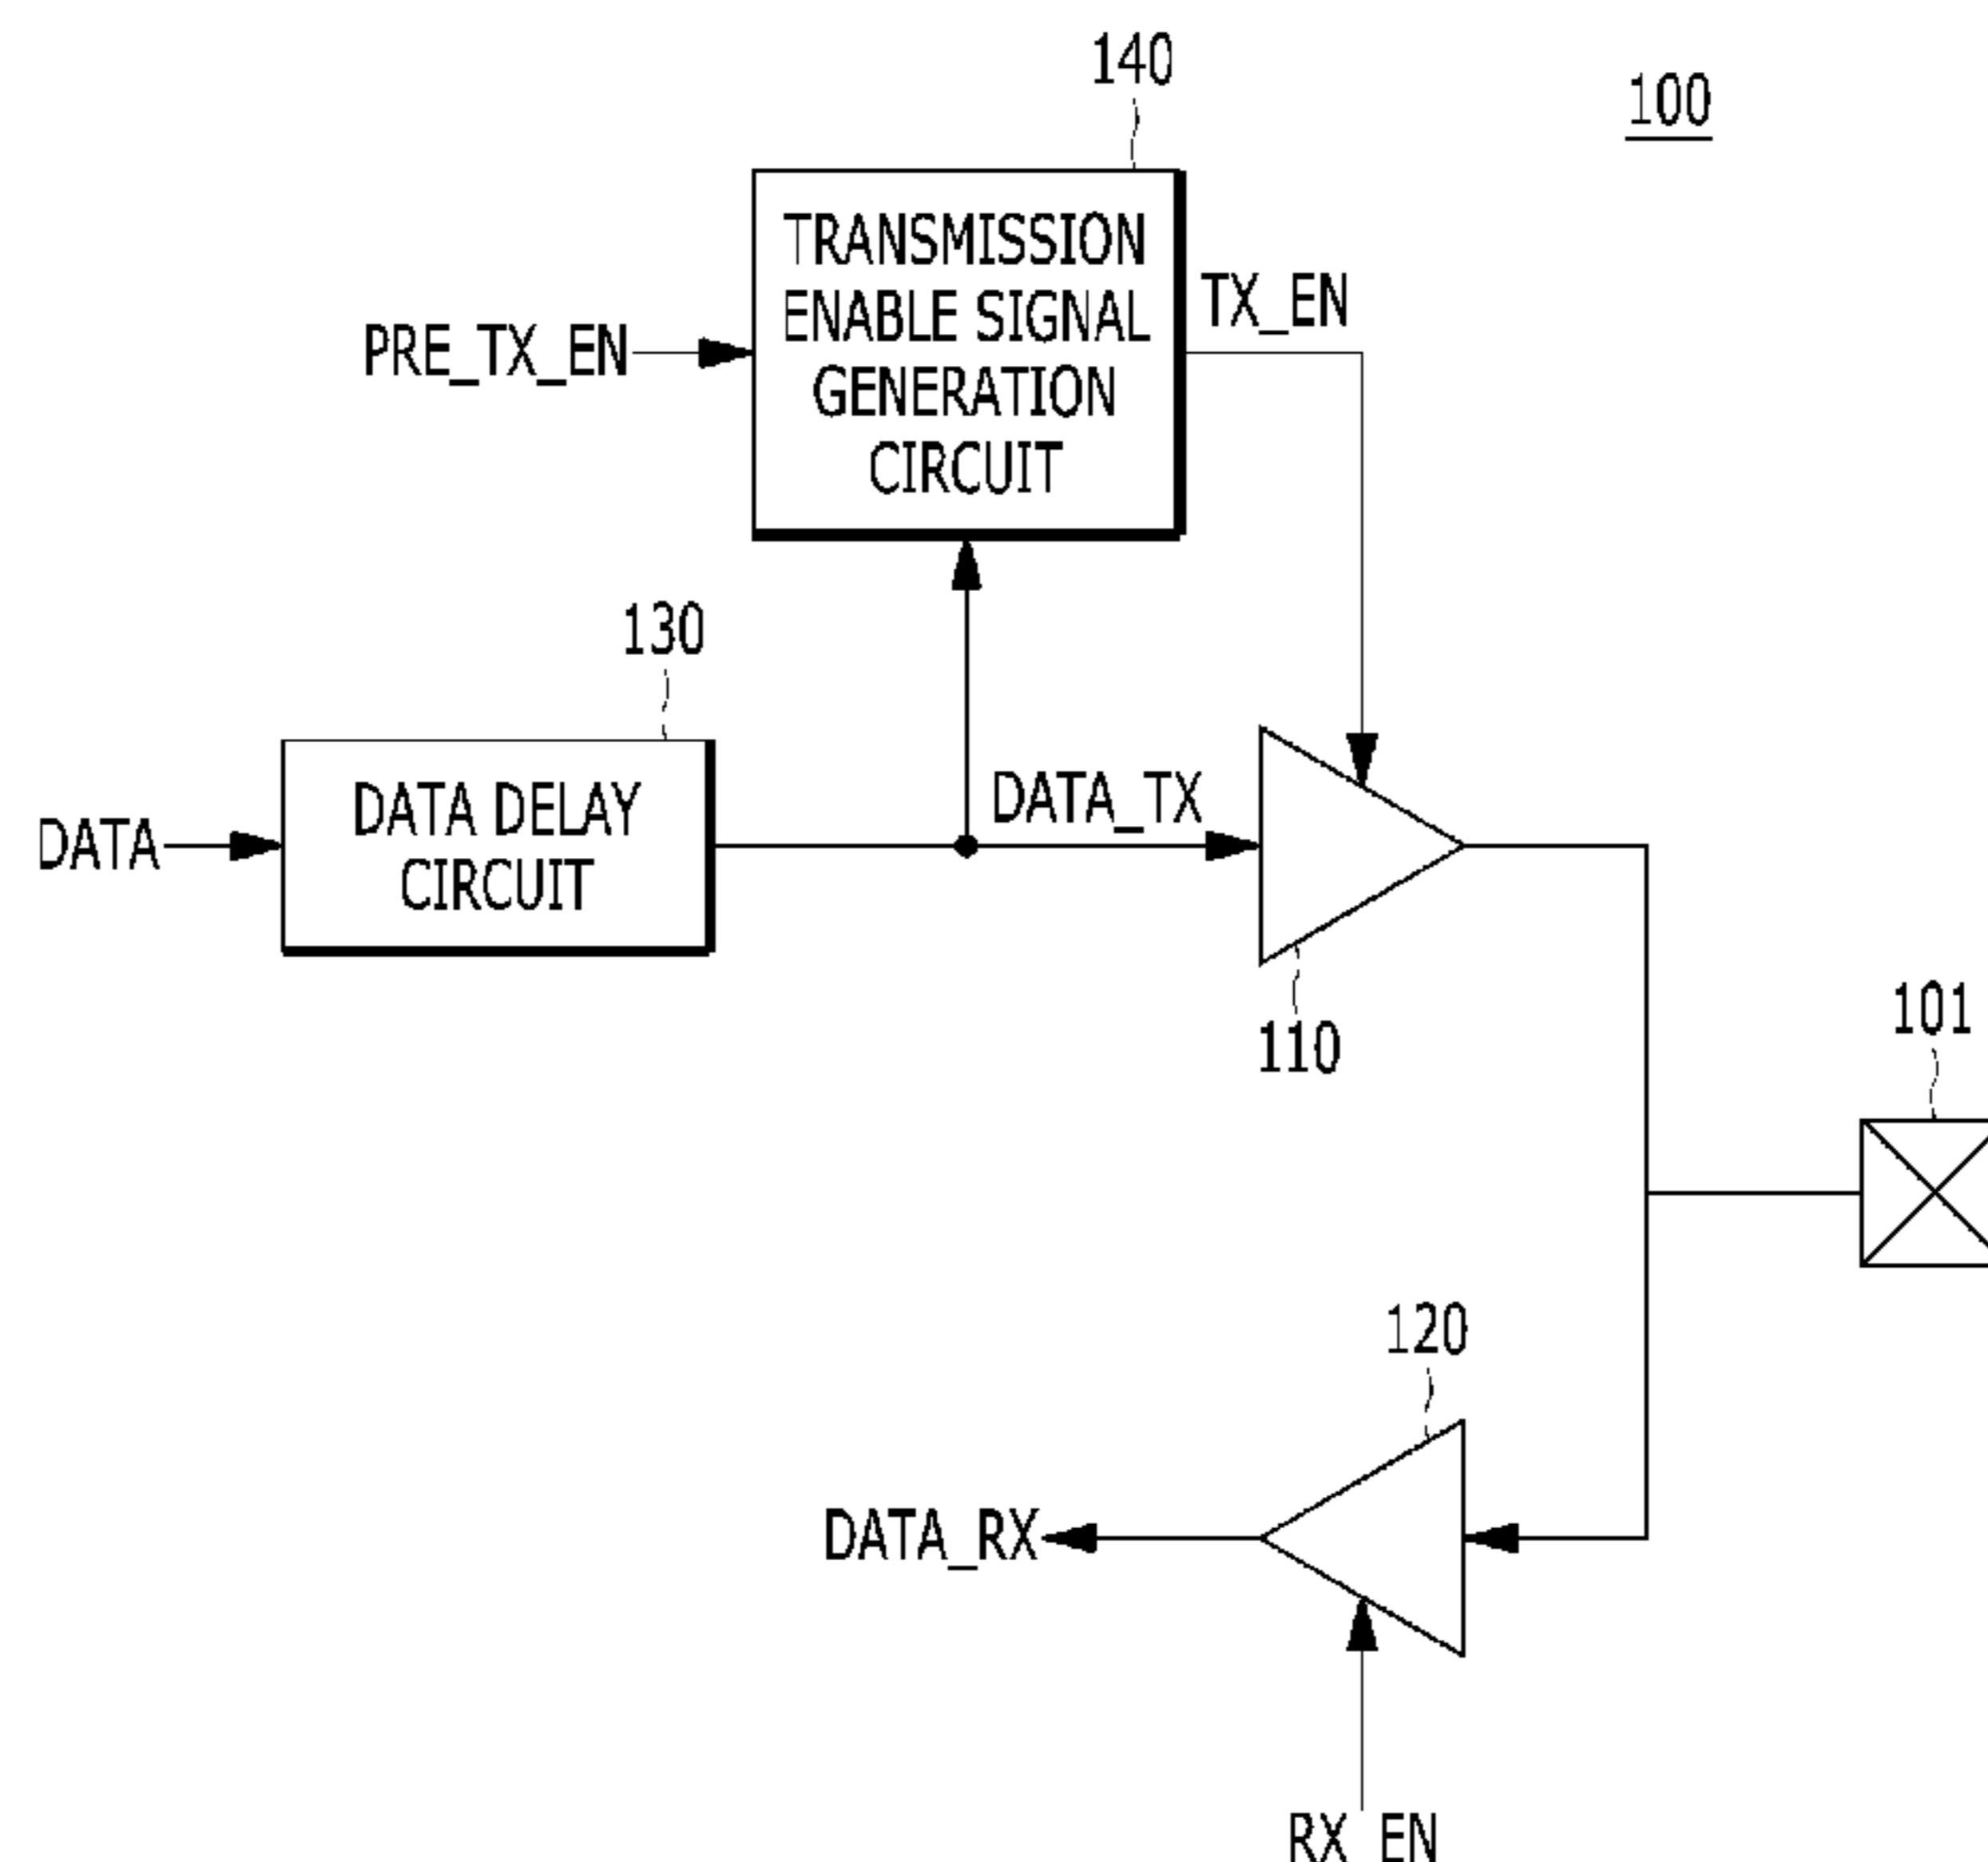 140
100
TRANSMISSION
ENABLE SIGNAL
GENERATION
CIRCUIT
TX_EN
PRE_TX_EN
130
DATA DELAY
CIRCUIT
DATA
DATA_TX
110
101
120
DATA_RX
RX_EN